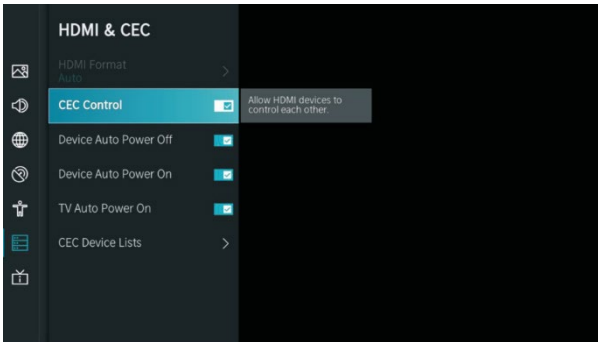 HDMI & CEC
HDMI Format
Auto
CEC Control
Allow HDMI devices to
control each other.
Device Auto Power Off
Device Auto Power On
TV Auto Power On
CEC Device Lists